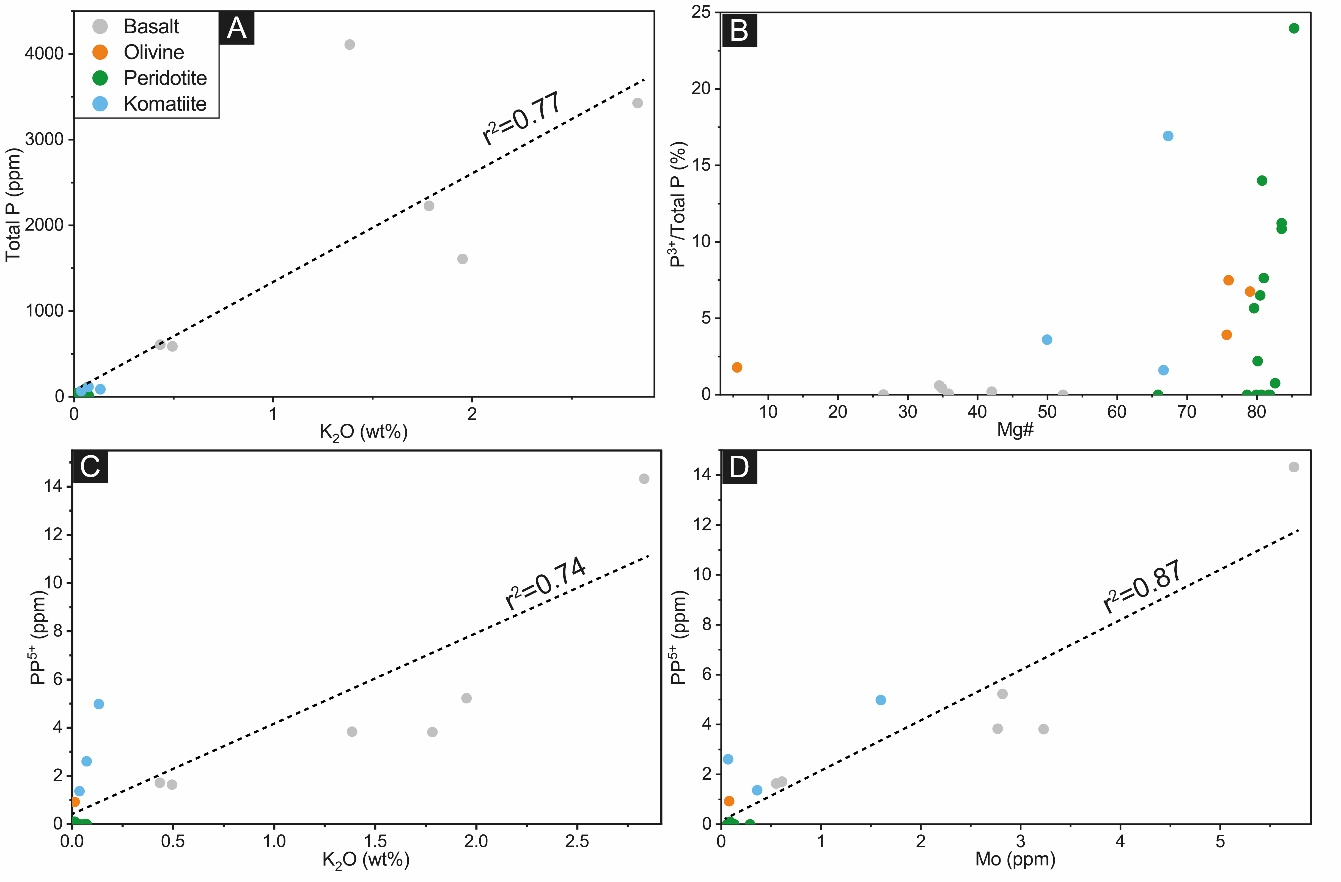 A
Basalt
Olivine
Peridotite
Komatiite
r²=0.77
4000
3000
2000
1000
0
Total P (ppm)
0 1 2
K₂O (wt%)
B
25
20
15
10
5
0
P³⁺/Total P (%)
10 20 30 40 50 60 70 80
Mg#
C
r²=0.74
14
12
10
8
6
4
2
0
PP⁵⁺ (ppm)
0.0 0.5 1.0 1.5 2.0 2.5
K₂O (wt%)
D
r²=0.87
14
12
10
8
6
4
2
0
PP⁵⁺ (ppm)
0 1 2 3 4 5
Mo (ppm)